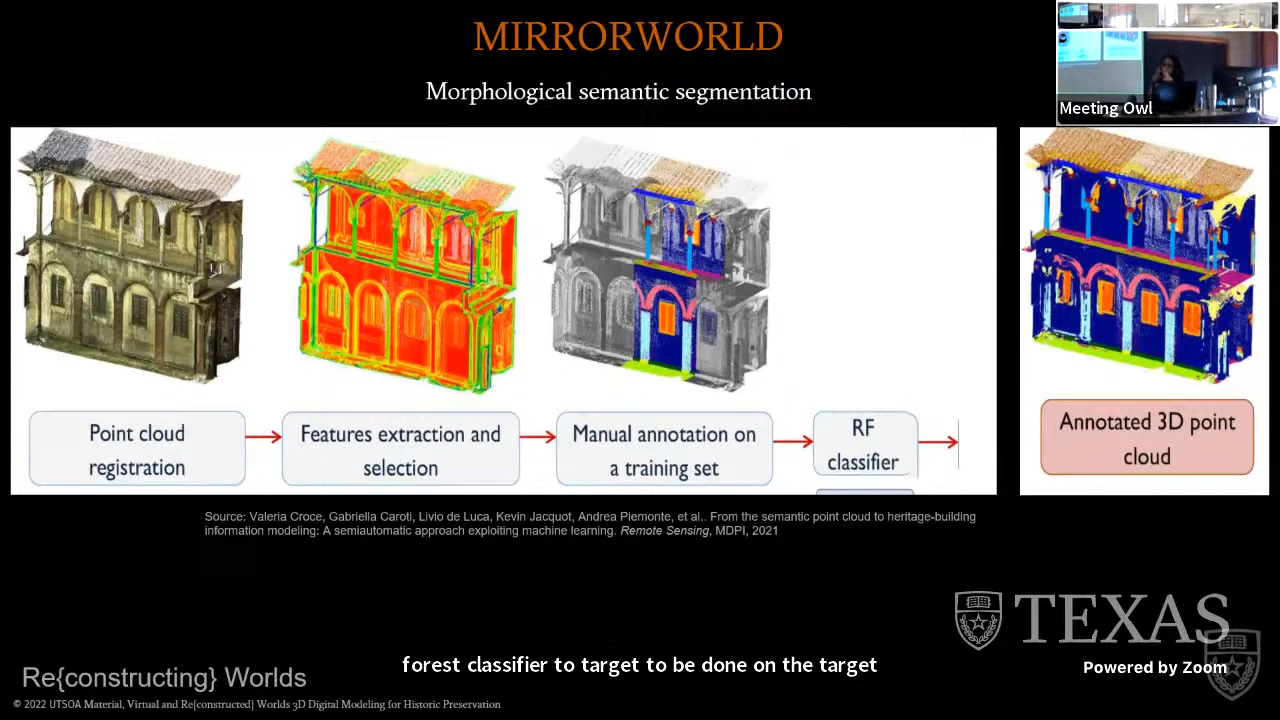 MIRRORWORLD
Morphological semantic segmentation
Meeting Owl
Point cloud
registration
Features extraction and
selection
Manual annotation on
a training set
RF
classifier
Annotated 3D point
cloud
Source: Valeria Croce, Gabriella Caroti, Livio de Luca, Kevin Jacquot, Andrea Piemonte, et al.. From the semantic point cloud to heritage-building
information modeling: A semiautomatic approach exploiting machine learning. Remote Sensing, MDPI, 2021
TEXAS
forest classifier to target to be done on the target
Powered by Zoom
Re{constructing} Worlds
© 2022 UTSOA Material, Virtual and Re{constructed} Worlds 3D Digital Modeling for Historic Preservation